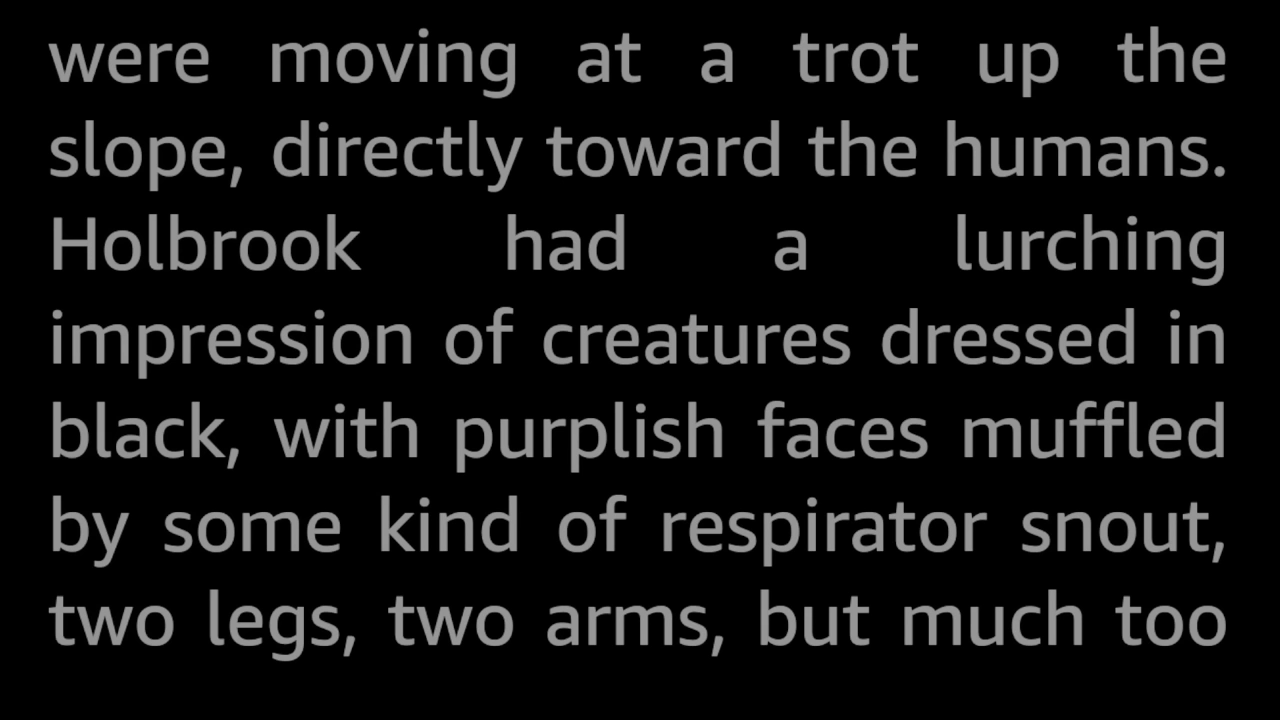 were moving at a trot up the
slope, directly toward the humans.
Holbrook had a lurching
impression of creatures dressed in
black, with purplish faces muffled
by some kind of respirator snout,
two legs, two arms, but much too